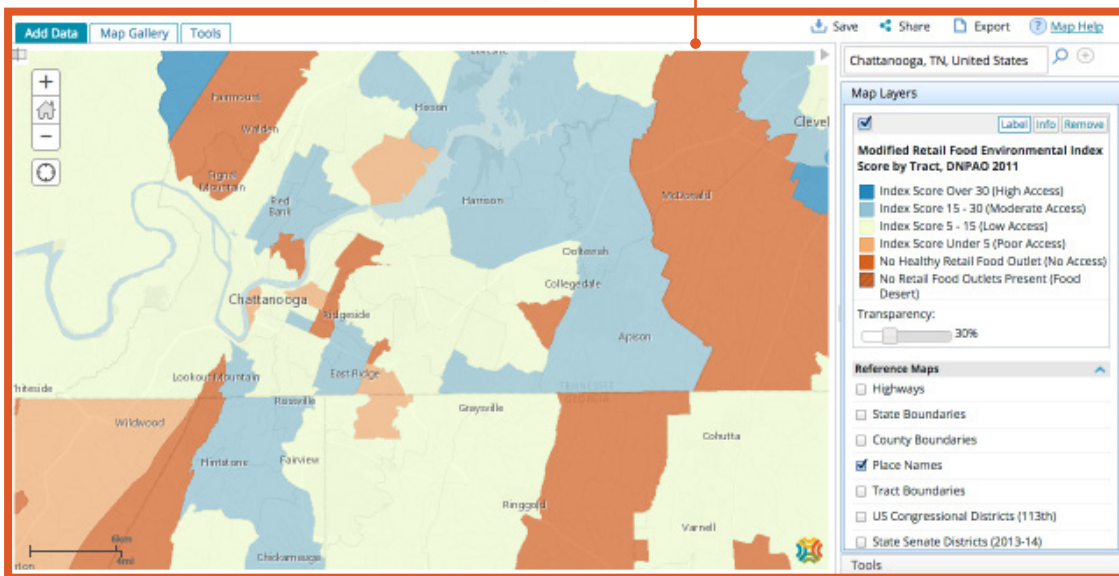 Add Data
Map Gallery
Tools
Save
Share
Export
? Map Help
Chattanooga, TN, United States
Map Layers
Label Info Remove
Modified Retail Food Environmental Index
Score by Tract, DNPAO 2011
Index Score Over 30 (High Access)
Index Score 15 - 30 (Moderate Access)
Index Score 5 - 15 (Low Access)
Index Score Under 5 (Poor Access)
No Healthy Retail Food Outlet (No Access)
No Retail Food Outlets Present (Food
Desert)
Transparency:
30%
Reference Maps
Highways
State Boundaries
County Boundaries
Place Names
Tract Boundaries
US Congressional Districts (113th)
State Senate Districts (2013-14)
Tools
Fairmount
Walden
Hixson
Clevel
Signal
Mountain
Red
Bank
Harrison
McDonald
Ooltewah
Collegedale
Chattanooga
Ridgeside
Apison
Lookout Mountain
East Ridge
TENNESSEE
GEORGIA
hiteside
Rossville
Graysville
Wildwood
Cohutta
Flintstone
Fairview
Ringgold
Varnell
Chickamauga
6km
4mi